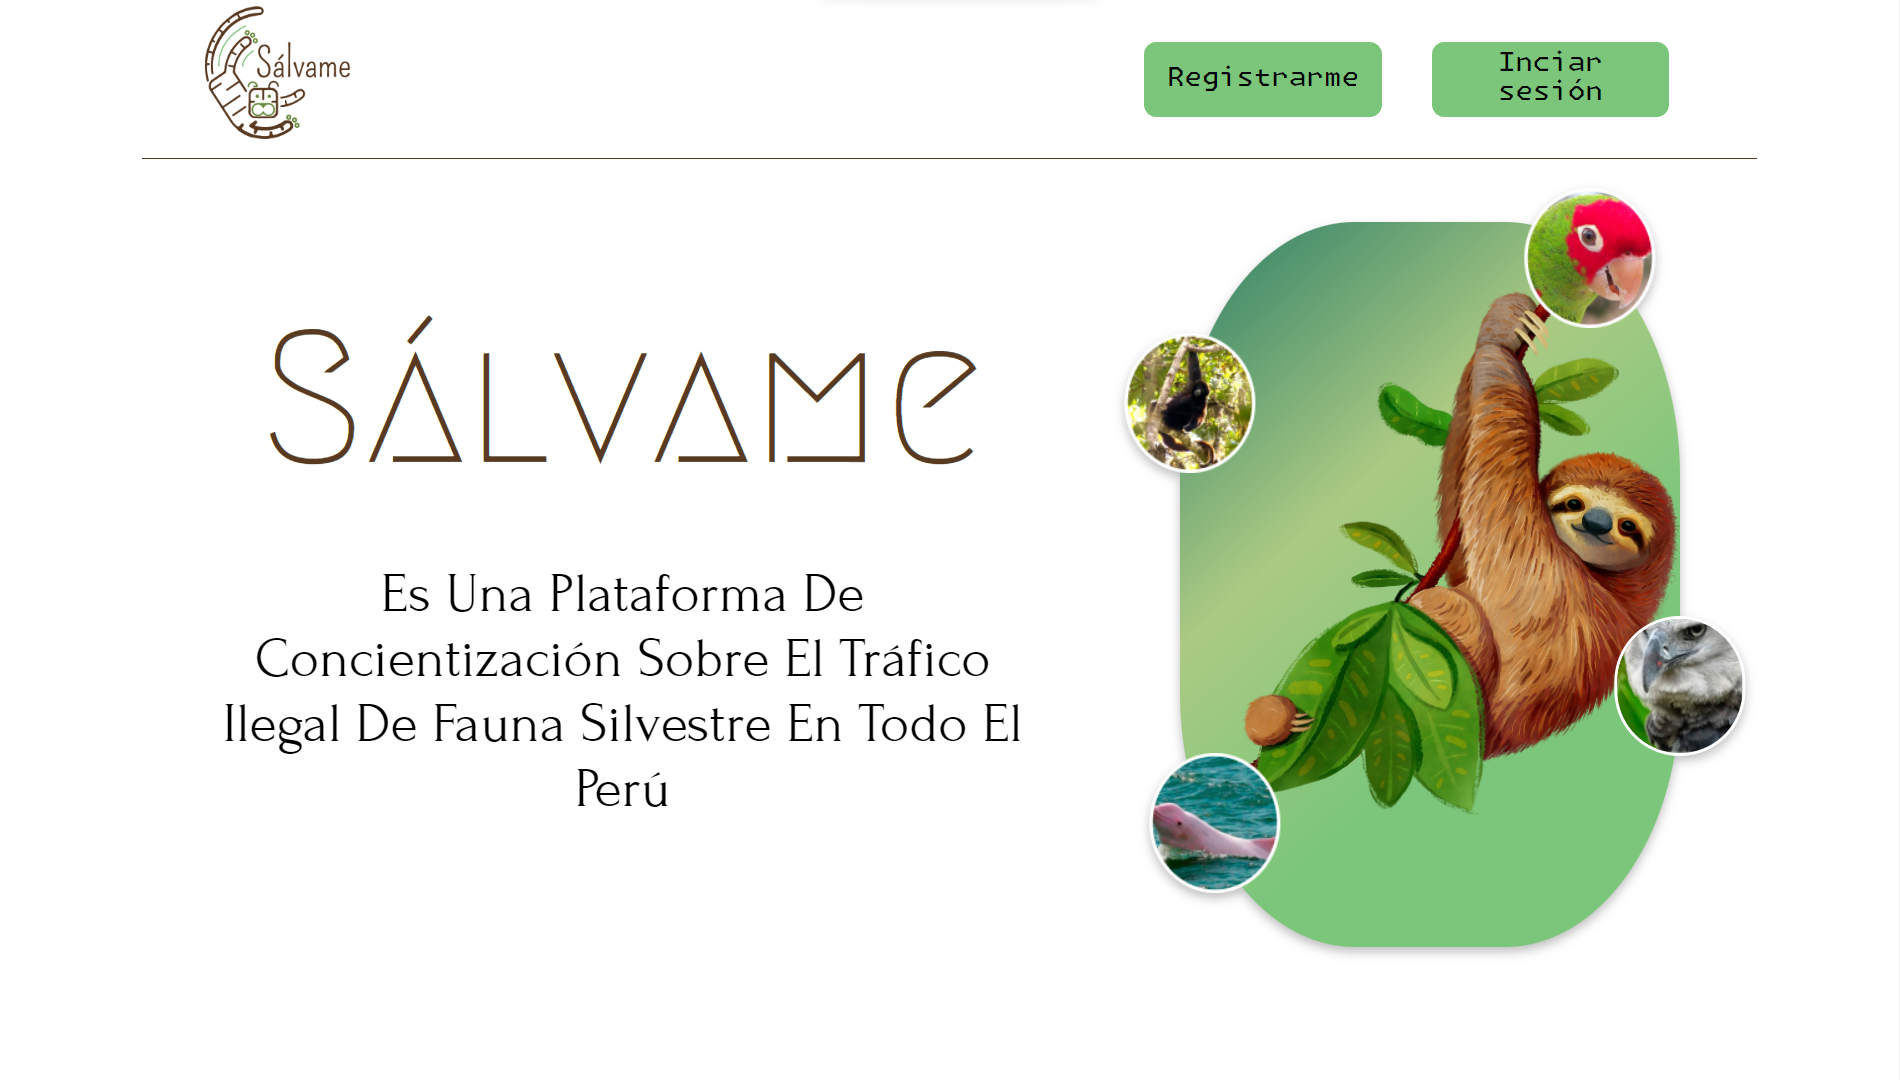 Sálvame
Registrarme
Inciar
sesión
SÁLVAME
Es Una Plataforma De
Concientización Sobre El Tráfico
Ilegal De Fauna Silvestre En Todo El
Perú